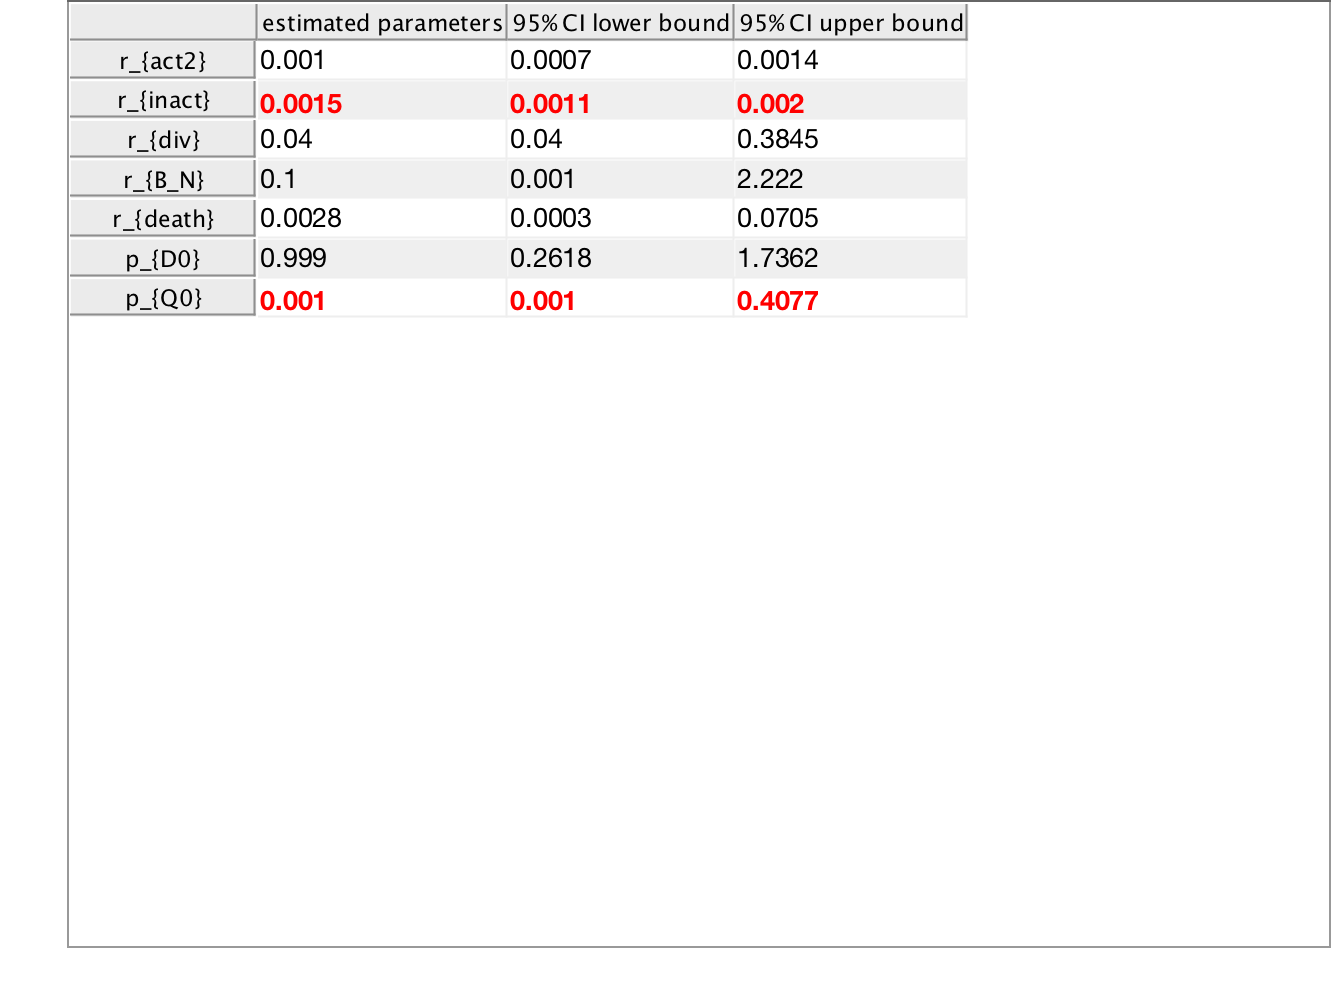 estimated parameters 95% CI lower bound 95% CI upper bound
r_{act2} 0.001 0.0007 0.0014
r_{inact} 0.0015 0.0011 0.002
r_{div} 0.04 0.04 0.3845
r_{B_N} 0.1 0.001 2.222
r_{death} 0.0028 0.0003 0.0705
p_{D0} 0.999 0.2618 1.7362
p_{Q0} 0.001 0.001 0.4077